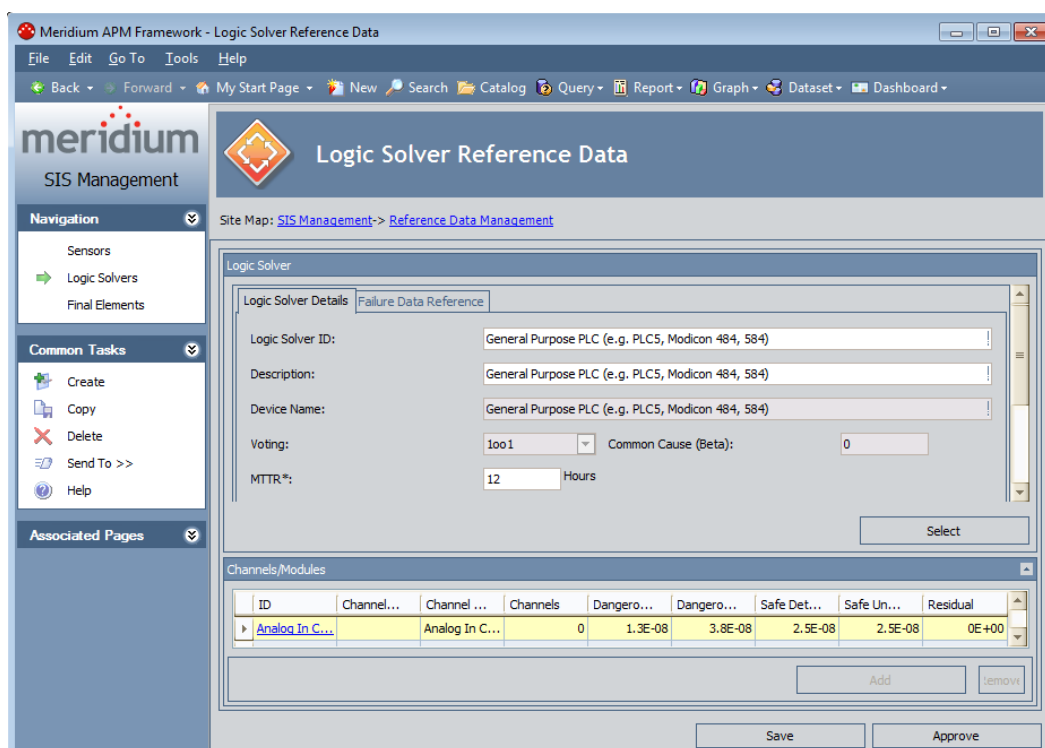 Meridium APM Framework - Logic Solver Reference Data
File Edit Go To Tools Help
Back Forward My Start Page New Search Catalog Query Report Graph Dataset Dashboard
meridium
SIS Management
Logic Solver Reference Data
Navigation
Site Map: SIS Management-> Reference Data Management
Sensors
Logic Solvers
Final Elements
Common Tasks
Create
Copy
Delete
Send To >>
Help
Associated Pages
Logic Solver
Logic Solver Details Failure Data Reference
Logic Solver ID: General Purpose PLC (e.g. PLC5, Modicon 484, 584)
Description: General Purpose PLC (e.g. PLC5, Modicon 484, 584)
Device Name: General Purpose PLC (e.g. PLC5, Modicon 484, 584)
Voting: 1oo1 Common Cause (Beta): 0
MTTR*: 12 Hours
Select
Channels/Modules
ID Channel... Channel ... Channels Dangero... Dangero... Safe Det... Safe Un... Residual
Analog In C... Analog In C... 0 1.3E-08 3.8E-08 2.5E-08 2.5E-08 0E+00
Add
Save Approve